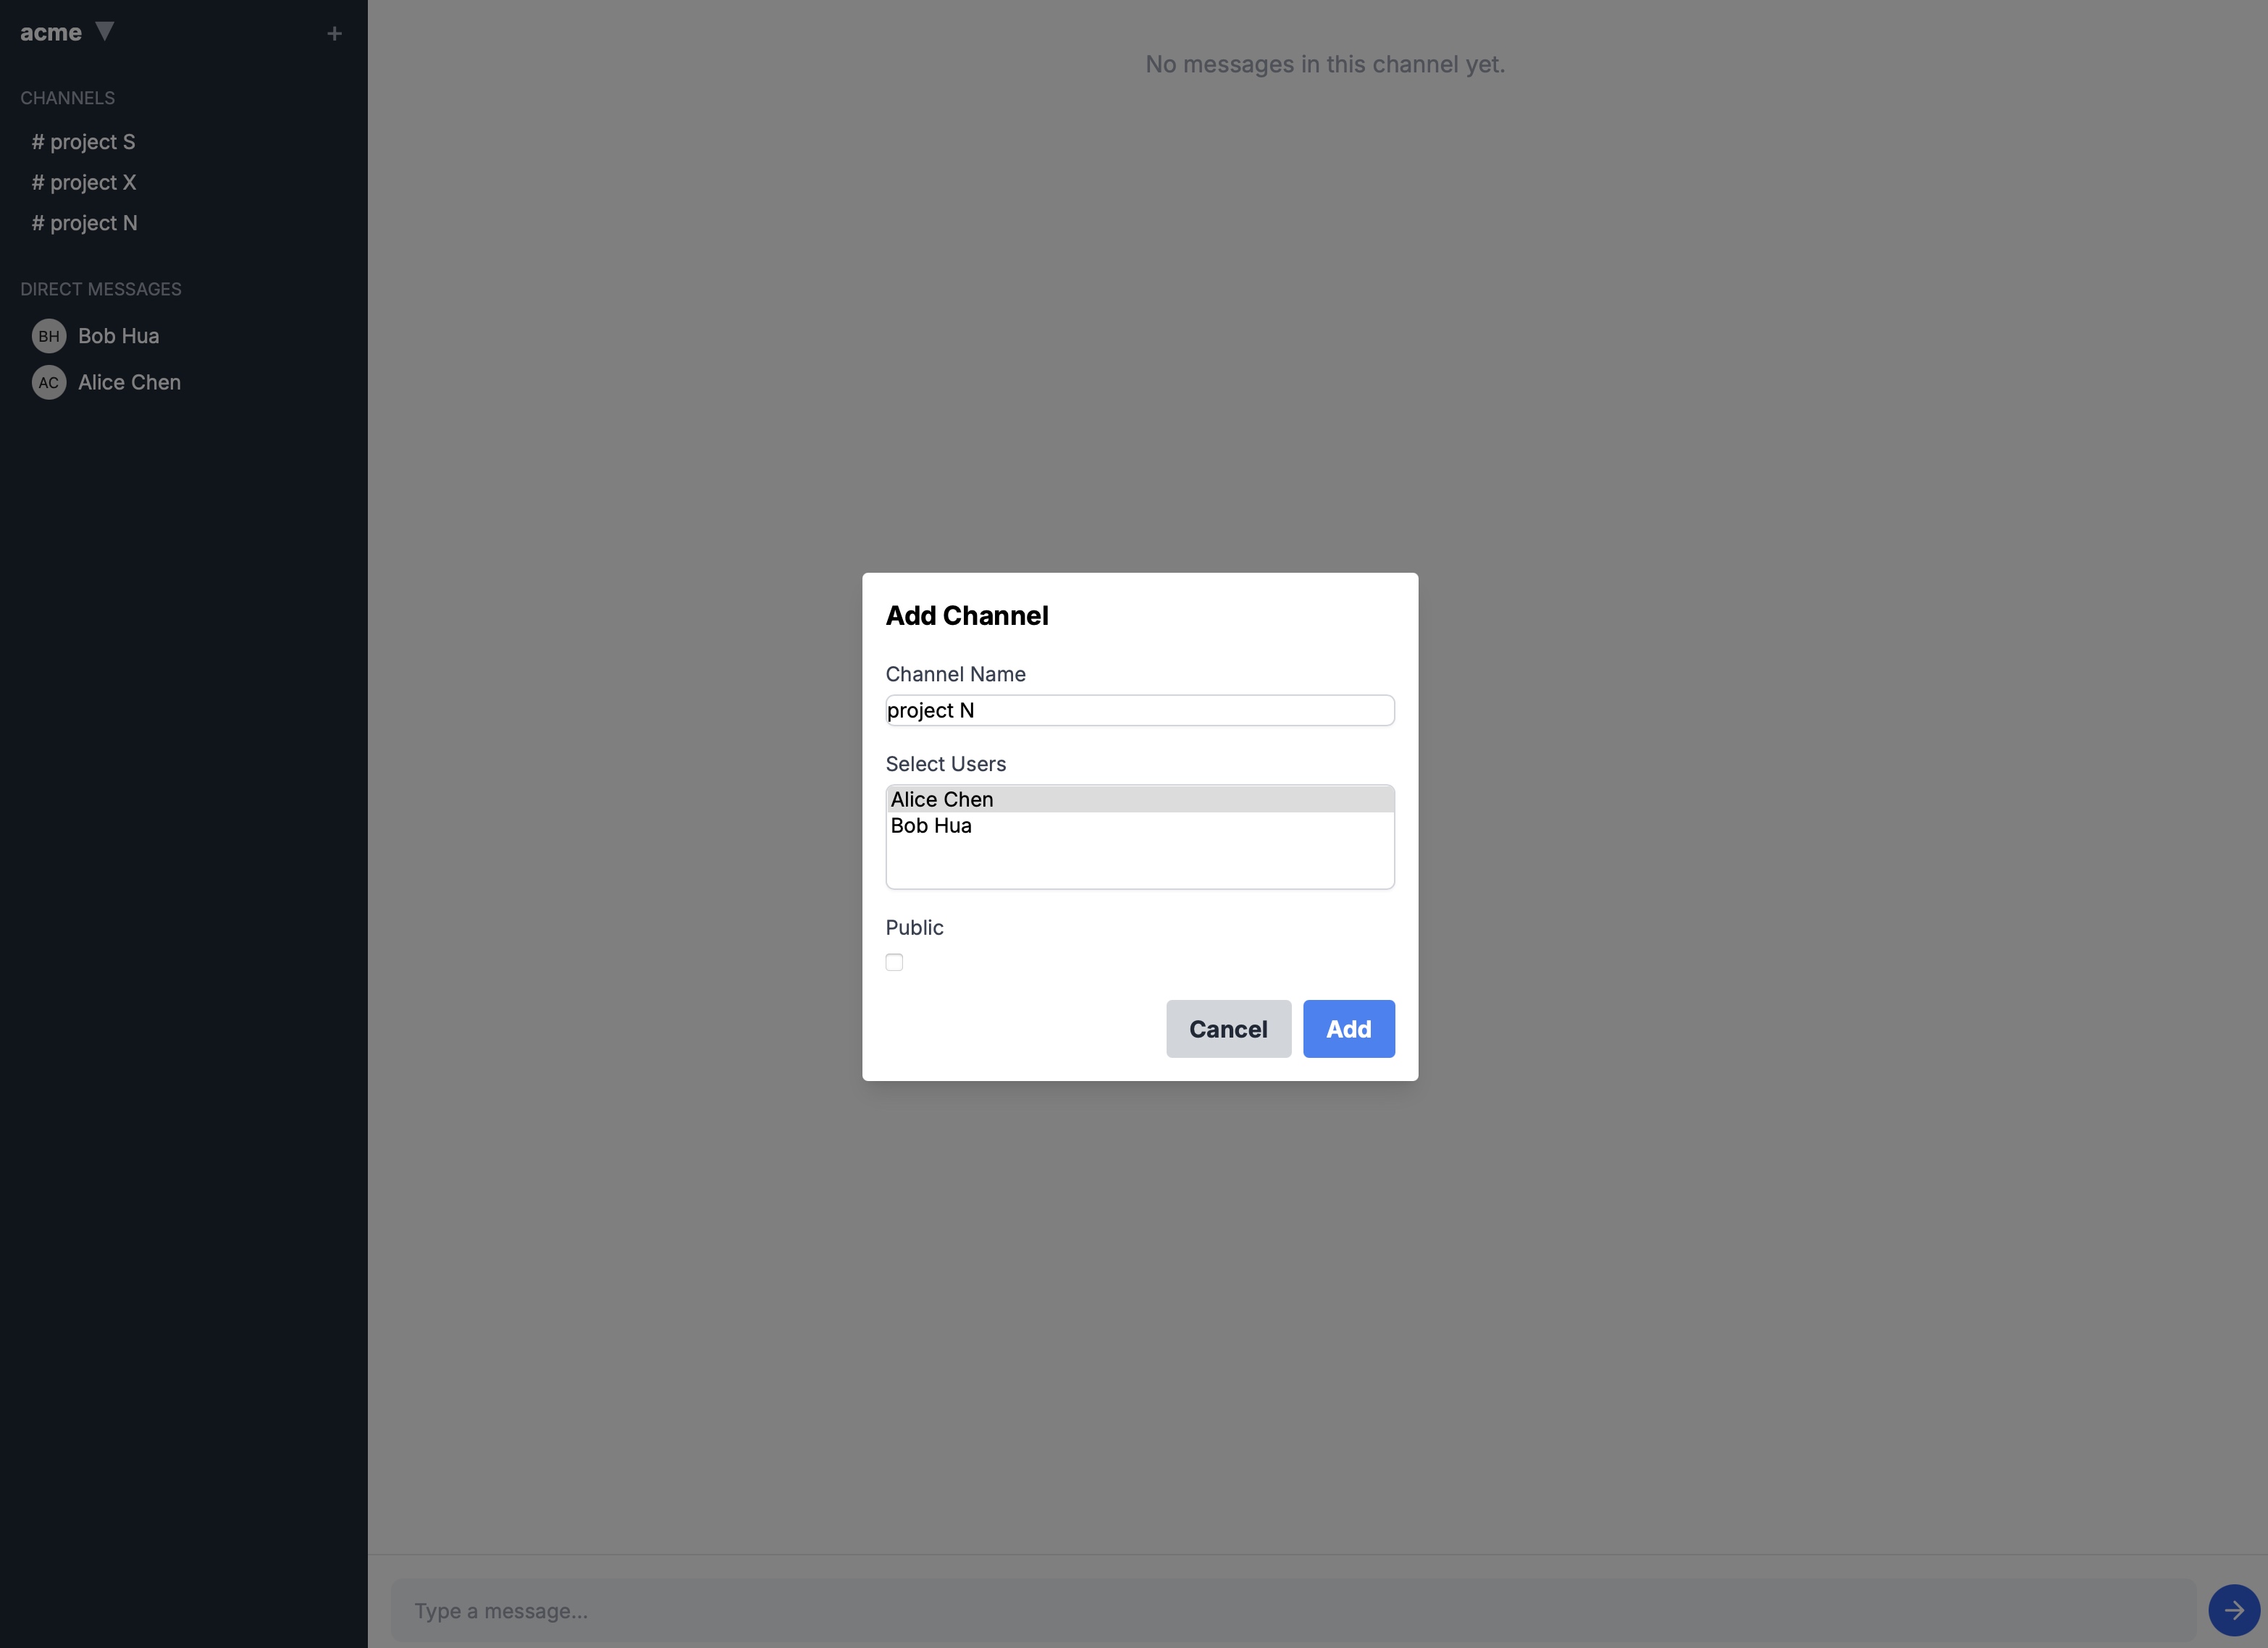 acme ▼ +
CHANNELS
# project S
# project X
# project N
DIRECT MESSAGES
BH Bob Hua
AC Alice Chen
No messages in this channel yet.
Add Channel
Channel Name
project N
Select Users
Alice Chen
Bob Hua
Public
Cancel Add
Type a message...